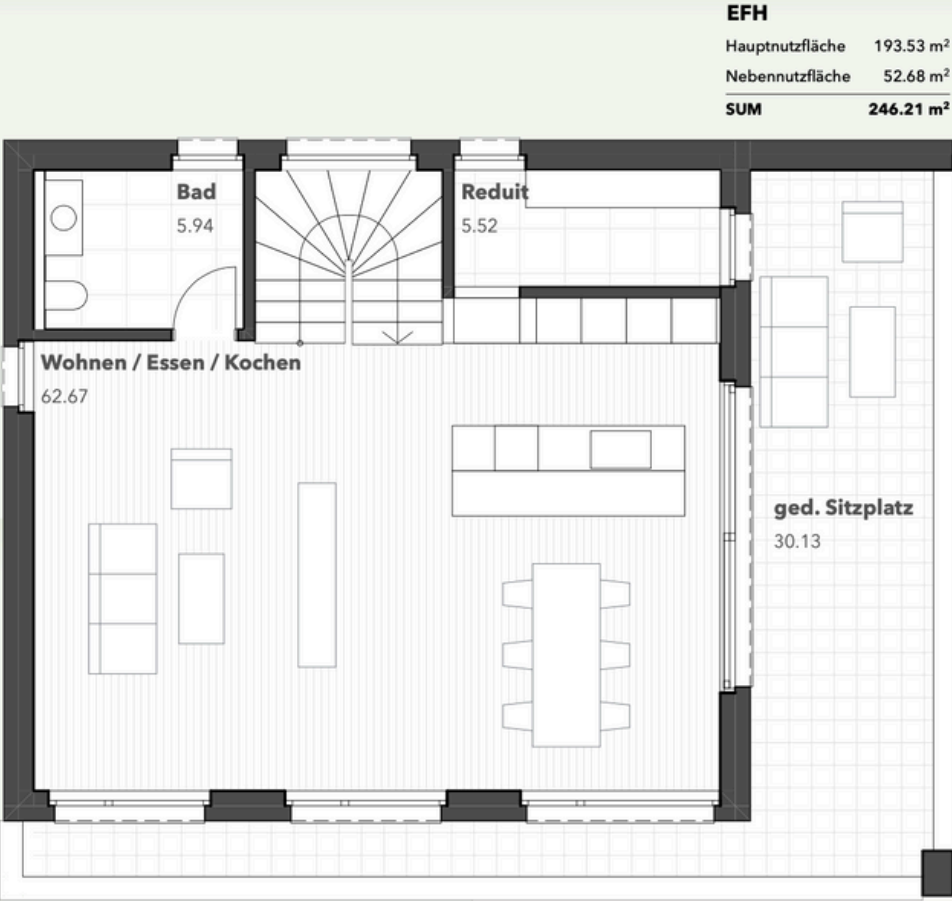 EFH
Hauptnutzfläche 193.53 m²
Nebennutzfläche 52.68 m²
SUM 246.21 m²
Bad
5.94
Reduit
5.52
Wohnen / Essen / Kochen
62.67
ged. Sitzplatz
30.13